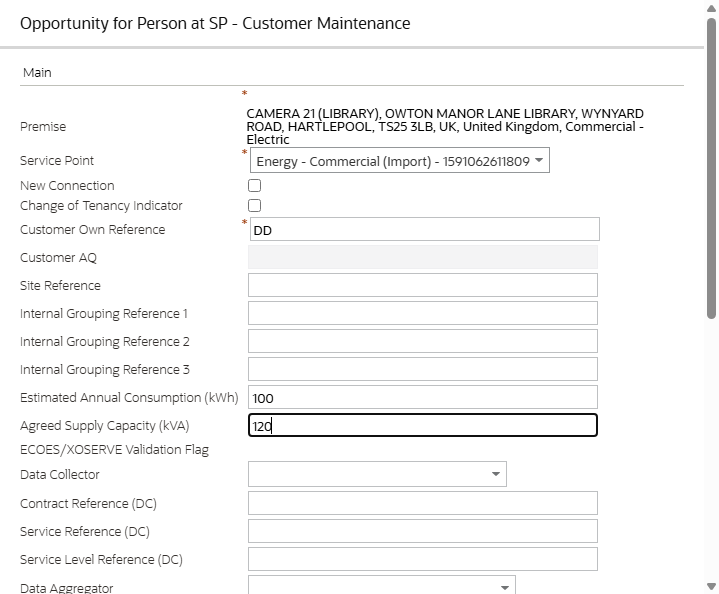 Opportunity for Person at SP - Customer Maintenance
Main
*
Premise
CAMERA 21 (LIBRARY), OWTON MANOR LANE LIBRARY, WYNYARD
ROAD, HARTLEPOOL, TS25 3LB, UK, United Kingdom, Commercial -
Electric
Service Point * Energy - Commercial (Import) - 1591062611809
New Connection
Change of Tenancy Indicator
Customer Own Reference * DD
Customer AQ
Site Reference
Internal Grouping Reference 1
Internal Grouping Reference 2
Internal Grouping Reference 3
Estimated Annual Consumption (kWh) 100
Agreed Supply Capacity (kVA) 120
ECOES/XOSERVE Validation Flag
Data Collector
Contract Reference (DC)
Service Reference (DC)
Service Level Reference (DC)
Data Aggregator